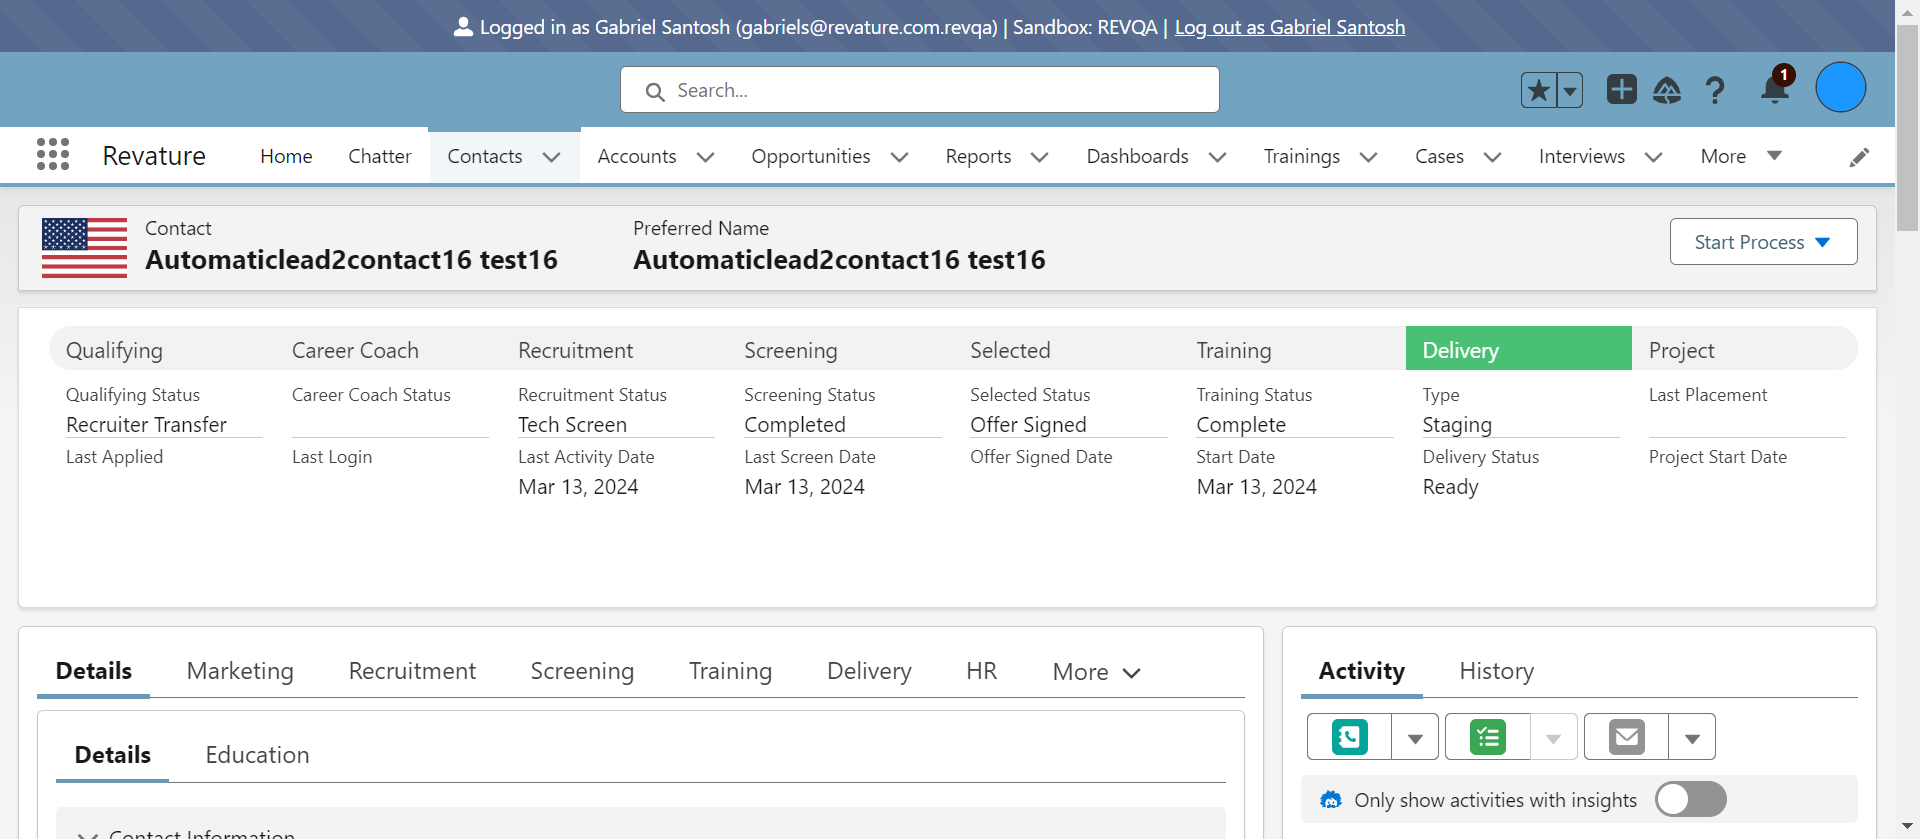 Logged in as Gabriel Santosh (gabriels@revature.com.revqa) | Sandbox: REVQA | Log out as Gabriel Santosh
Search...
1
Revature Home Chatter Contacts Accounts Opportunities Reports Dashboards Trainings Cases Interviews More
Contact Preferred Name
Automaticlead2contact16 test16 Automaticlead2contact16 test16
Start Process
Qualifying Career Coach Recruitment Screening Selected Training Delivery Project
Qualifying Status Career Coach Status Recruitment Status Screening Status Selected Status Training Status Type Last Placement
Recruiter Transfer Tech Screen Completed Offer Signed Complete Staging
Last Applied Last Login Last Activity Date Last Screen Date Offer Signed Date Start Date Delivery Status Project Start Date
Mar 13, 2024 Mar 13, 2024 Mar 13, 2024 Ready
Details Marketing Recruitment Screening Training Delivery HR More
Activity History
Details Education
Only show activities with insights
Contact Information